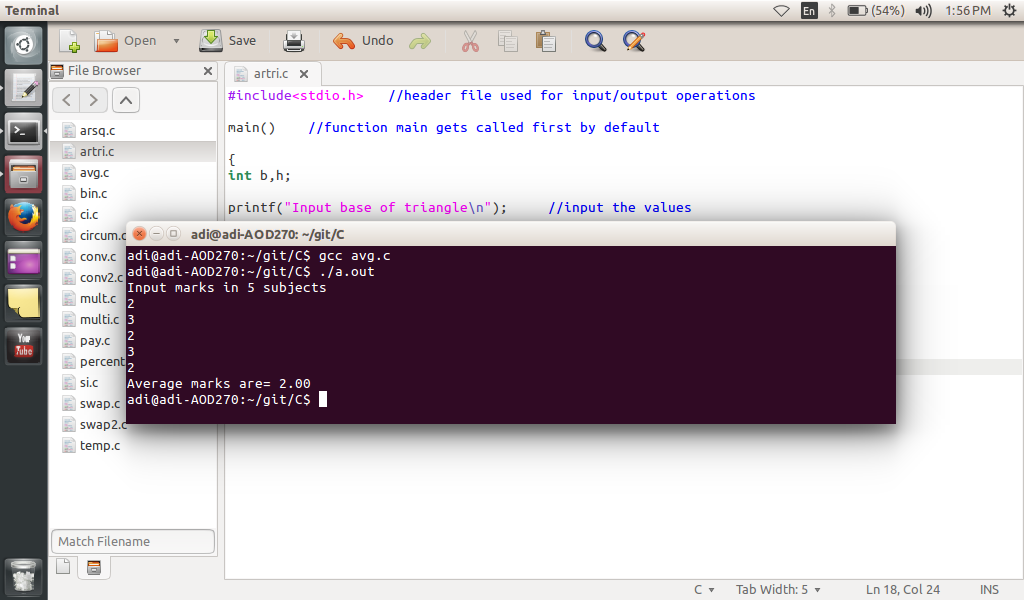 Terminal
En
(54%)
1:56 PM
Open
Save
Undo
File Browser
artri.c
arsq.c
artri.c
avg.c
bin.c
ci.c
circum.c
conv.c
conv2.c
mult.c
multi.c
pay.c
percent
si.c
swap.c
swap2.c
temp.c
Match Filename
You
Tube
#include<stdio.h> //header file used for input/output operations
main() //function main gets called first by default
{
int b,h;
printf("Input base of triangle\n"); //input the values
adi@adi-AOD270: ~/git/C
adi@adi-AOD270:~/git/C$ gcc avg.c
adi@adi-AOD270:~/git/C$ ./a.out
Input marks in 5 subjects
2
3
2
3
2
Average marks are= 2.00
adi@adi-AOD270:~/git/C$
C
Tab Width: 5
Ln 18, Col 24
INS